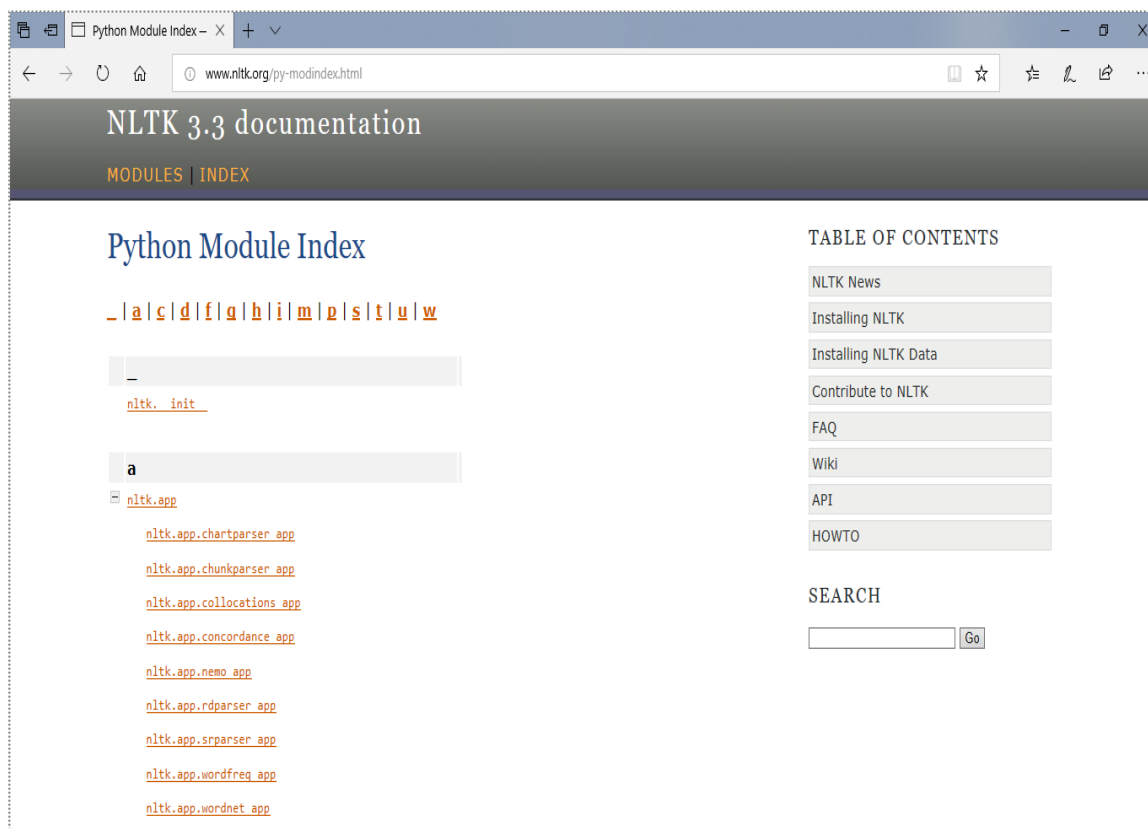 Python Module Index –
www.nltk.org/py-modindex.html
NLTK 3.3 documentation
MODULES | INDEX
Python Module Index
_ | a | c | d | f | g | h | i | m | p | s | t | u | w
_
nltk.__init__
a
nltk.app
nltk.app.chartparser_app
nltk.app.chunkparser_app
nltk.app.collocations_app
nltk.app.concordance_app
nltk.app.nemo_app
nltk.app.rdparser_app
nltk.app.srparser_app
nltk.app.wordfreq_app
nltk.app.wordnet_app
TABLE OF CONTENTS
NLTK News
Installing NLTK
Installing NLTK Data
Contribute to NLTK
FAQ
Wiki
API
HOWTO
SEARCH
Go